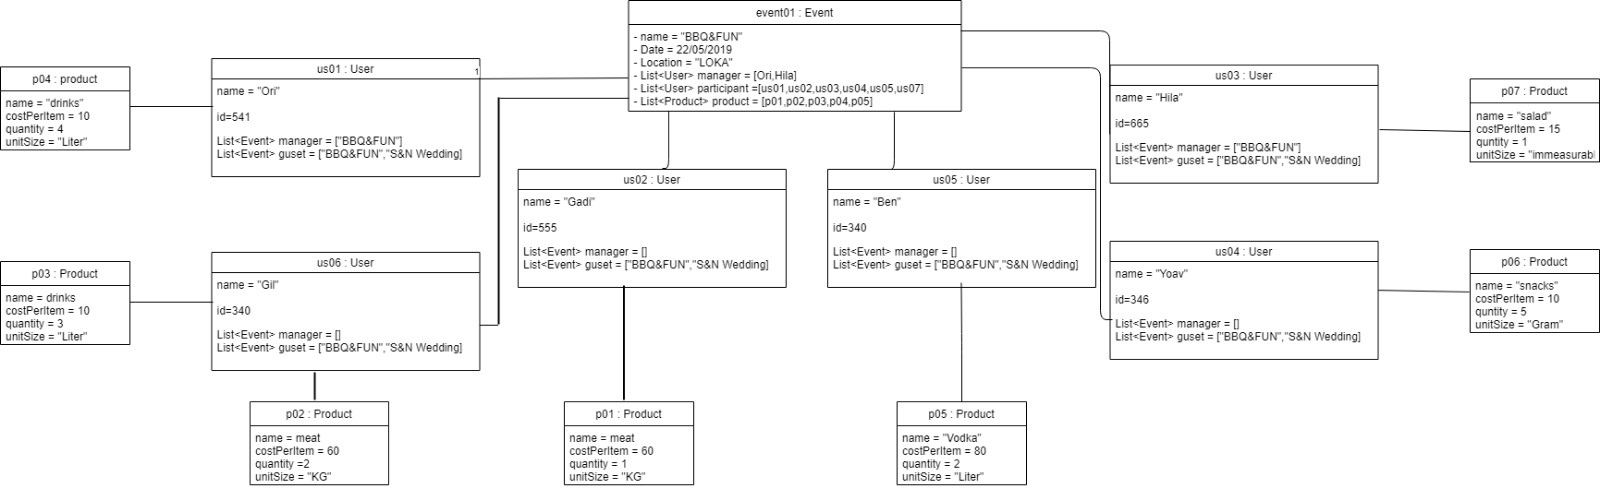 event01 : Event
- name = "BBQ&FUN"
- Date = 22/05/2019
- Location = "LOKA"
- List<User> manager = [Ori,Hila]
- List<User> participant =[us01,us02,us03,us04,us05,us07]
- List<Product> product = [p01,p02,p03,p04,p05]
p04 : product
name = "drinks"
costPerItem = 10
quantity = 4
unitSize = "Liter"
us01 : User
1
name = "Ori"
id=541
List<Event> manager = ["BBQ&FUN"]
List<Event> guset = ["BBQ&FUN","S&N Wedding]
us03 : User
name = "Hila"
id=665
List<Event> manager = ["BBQ&FUN"]
List<Event> guset = ["BBQ&FUN","S&N Wedding]
p07 : Product
name = "salad"
costPerItem = 15
quntity = 1
unitSize = "immeasurabl
us02 : User
name = "Gadi"
id=555
List<Event> manager = []
List<Event> guset = ["BBQ&FUN","S&N Wedding]
us05 : User
name = "Ben"
id=340
List<Event> manager = []
List<Event> guset = ["BBQ&FUN","S&N Wedding]
p03 : Product
name = drinks
costPerItem = 10
quantity = 3
unitSize = "Liter"
us06 : User
name = "Gil"
id=340
List<Event> manager = []
List<Event> guset = ["BBQ&FUN","S&N Wedding]
us04 : User
name = "Yoav"
id=346
List<Event> manager = []
List<Event> guset = ["BBQ&FUN","S&N Wedding]
p06 : Product
name = "snacks"
costPerItem = 10
quntity = 5
unitSize = "Gram"
p02 : Product
name = meat
costPerItem = 60
quantity =2
unitSize = "KG"
p01 : Product
name = meat
costPerItem = 60
quantity = 1
unitSize = "KG"
p05 : Product
name = "Vodka"
costPerItem = 80
quantity = 2
unitSize = "Liter"